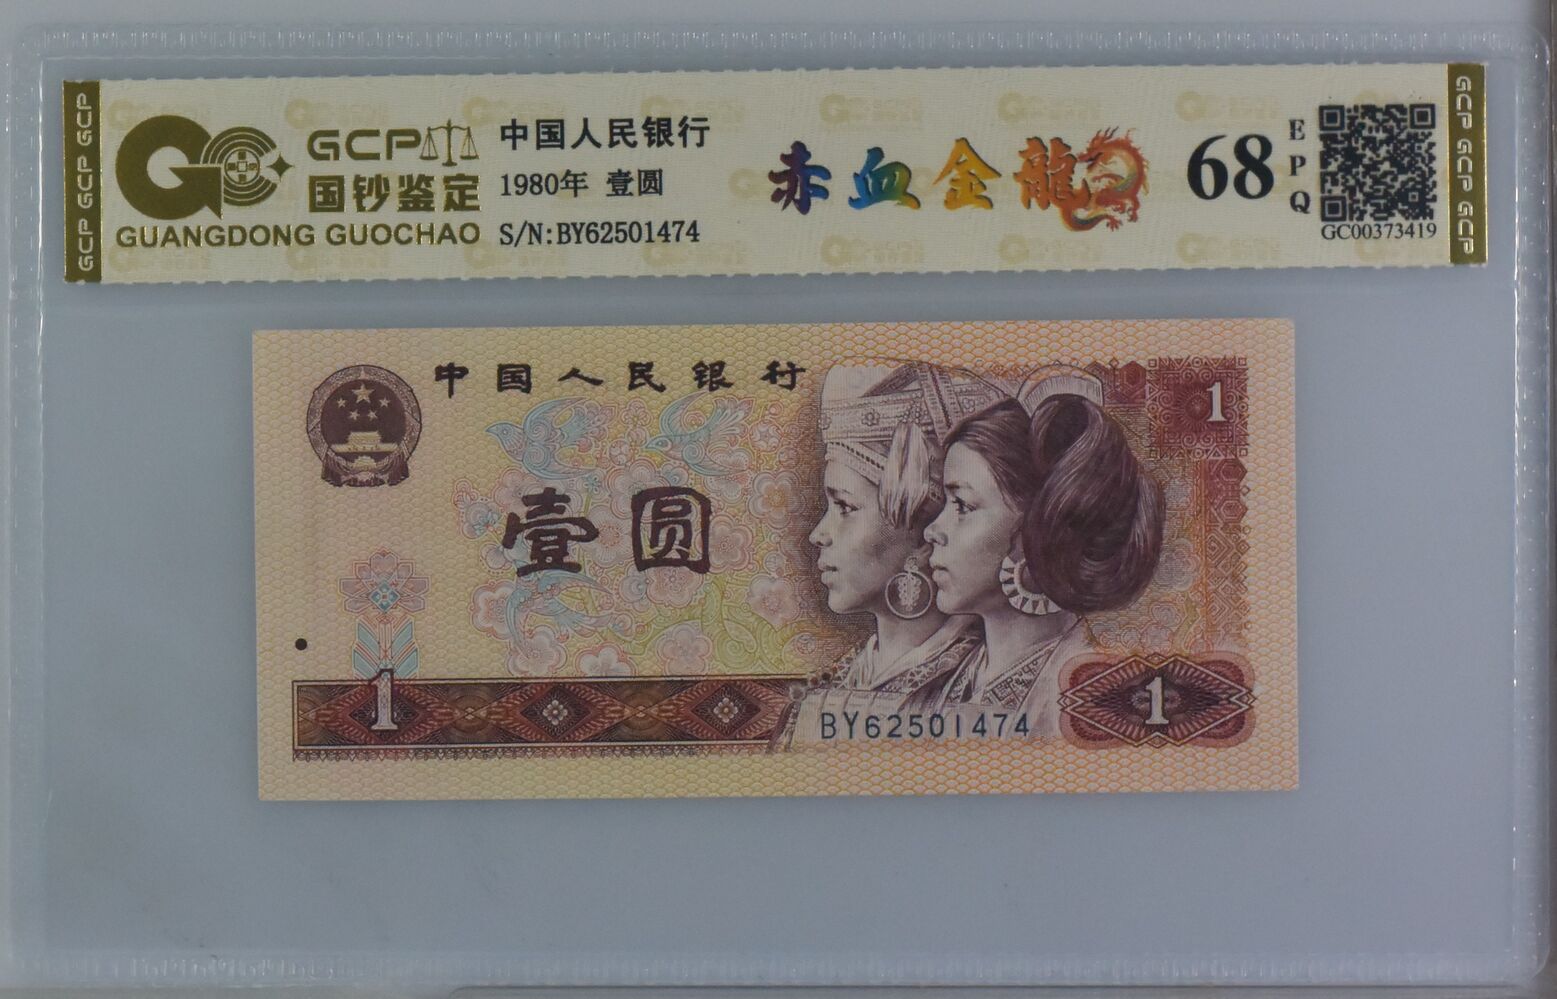 GCP GCP GCP
GCP
国钞鉴定
GUANGDONG GUOCHAO
中国人民银行
1980年 壹圆
S/N:BY62501474
赤血金龍
68
EPQ
GC00373419
GCP GCP GCP
中国人民银行
1
壹圆
1
BY62501474
1